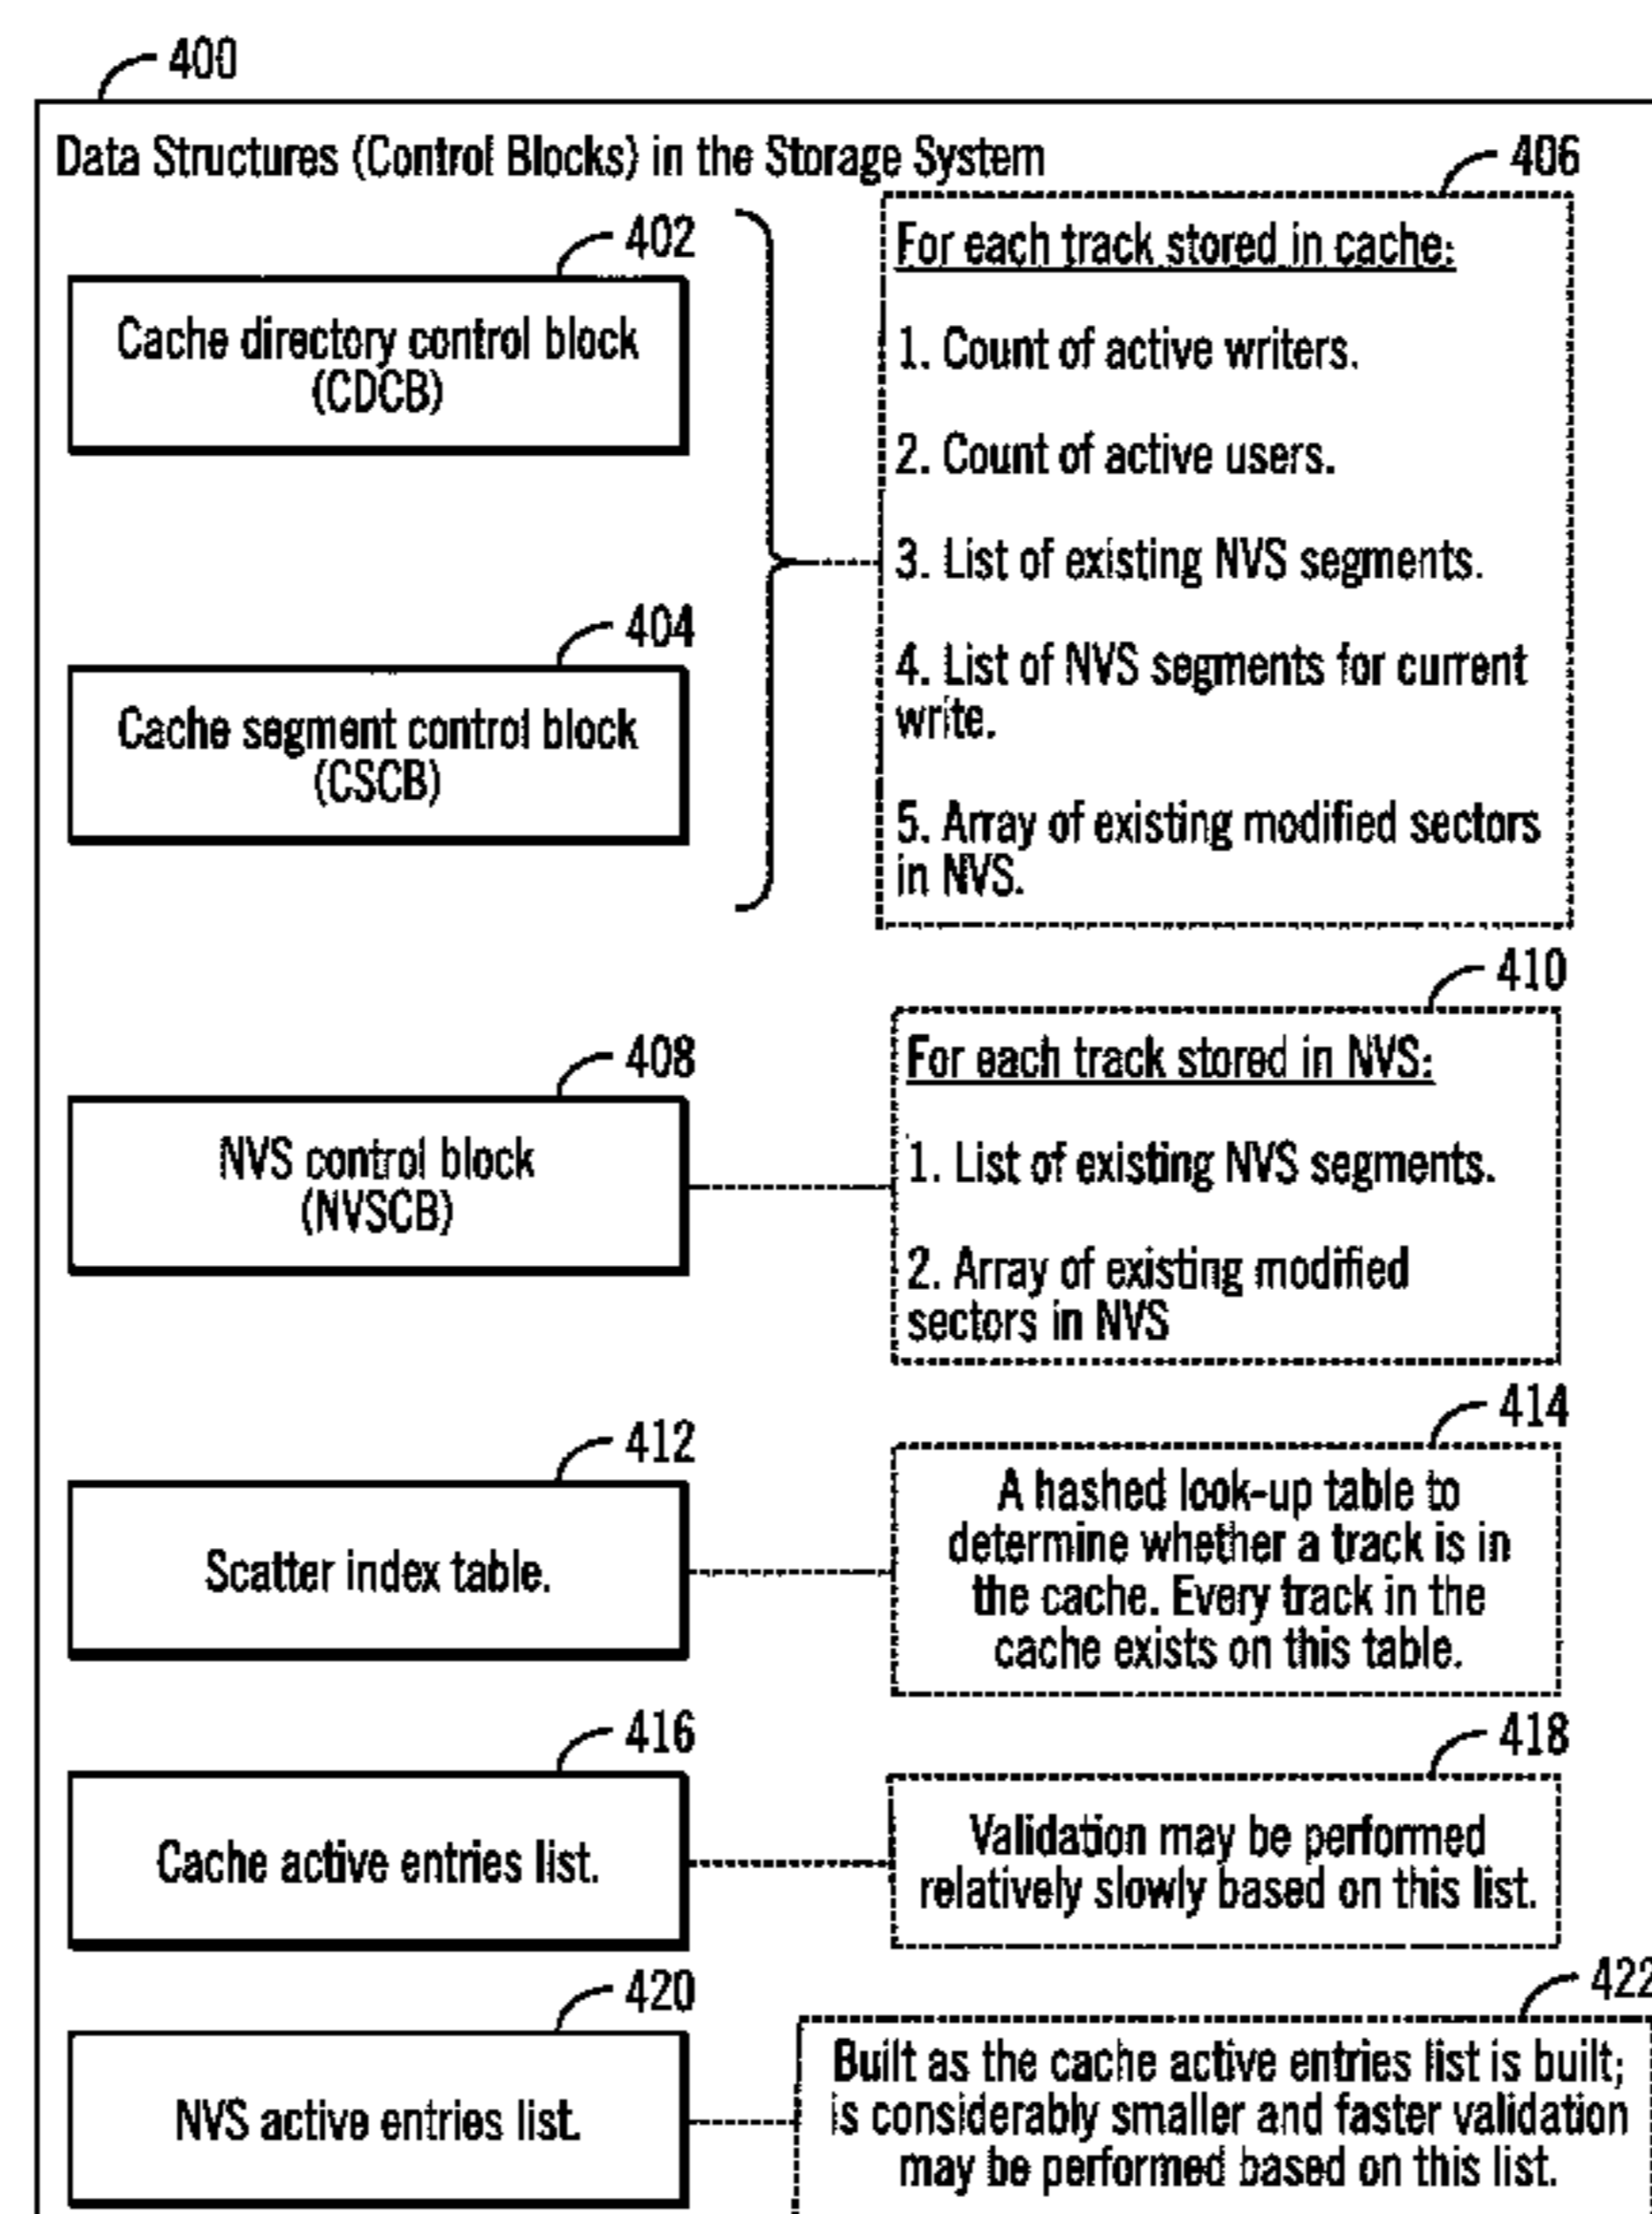 400
Data Structures (Control Blocks) in the Storage System
402
Cache directory control block
(CDCB)
404
Cache segment control block
(CSCB)
406
For each track stored in cache:
1. Count of active writers.
2. Count of active users.
3. List of existing NVS segments.
4. List of NVS segments for current
write.
5. Array of existing modified sectors
in NVS.
408
NVS control block
(NVSCB)
410
For each track stored in NVS:
1. List of existing NVS segments.
2. Array of existing modified
sectors in NVS
412
Scatter index table.
414
A hashed look-up table to
determine whether a track is in
the cache. Every track in the
cache exists on this table.
416
Cache active entries list.
418
Validation may be performed
relatively slowly based on this list.
420
NVS active entries list.
422
Built as the cache active entries list is built;
is considerably smaller and faster validation
may be performed based on this list.